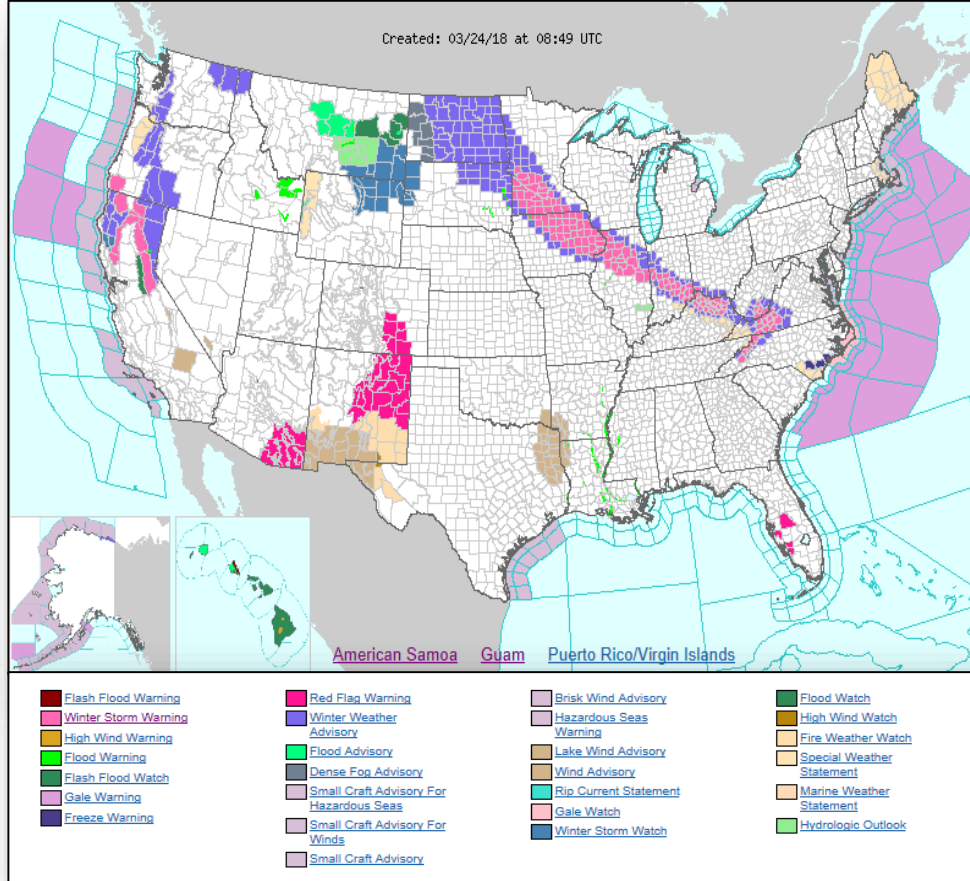 Created: 03/24/18 at 08:49 UTC
American Samoa Guam Puerto Rico/Virgin Islands
Flash Flood Warning
Winter Storm Warning
High Wind Warning
Flood Warning
Flash Flood Watch
Gale Warning
Freeze Warning
Red Flag Warning
Winter Weather
Advisory
Flood Advisory
Dense Fog Advisory
Small Craft Advisory For
Hazardous Seas
Small Craft Advisory For
Winds
Small Craft Advisory
Brisk Wind Advisory
Hazardous Seas
Warning
Lake Wind Advisory
Wind Advisory
Rip Current Statement
Gale Watch
Winter Storm Watch
Flood Watch
High Wind Watch
Fire Weather Watch
Special Weather
Statement
Marine Weather
Statement
Hydrologic Outlook